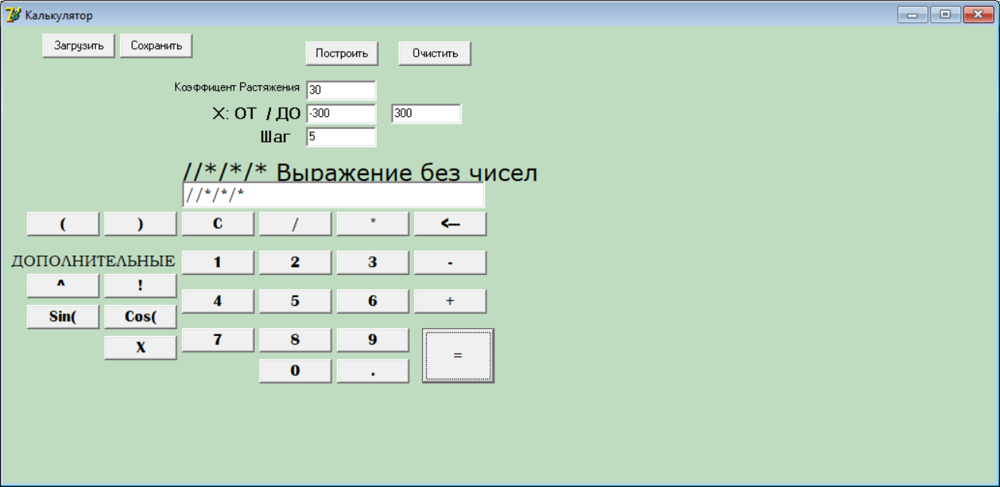 Калькулятор
Загрузить Сохранить
Построить Очистить
Коэффицент Растяжения 30
X: ОТ / ДО -300 300
Шаг 5
//*/*/* Выражение без чисел
//*/*/*
( ) C / * <---
ДОПОЛНИТЕЛЬНЫЕ 1 2 3 -
^ !
4 5 6 +
Sin( Cos(
7 8 9 =
X
0 .